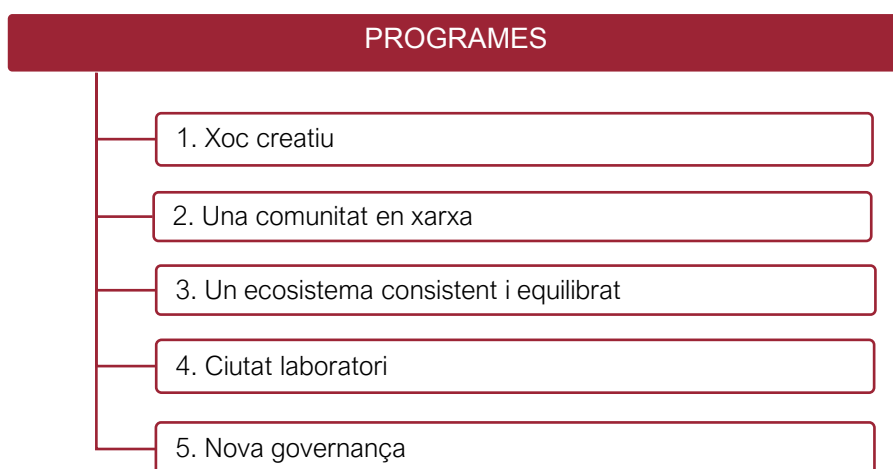 PROGRAMES
1. Xoc creatiu
2. Una comunitat en xarxa
3. Un ecosistema consistent i equilibrat
4. Ciutat laboratori
5. Nova governança